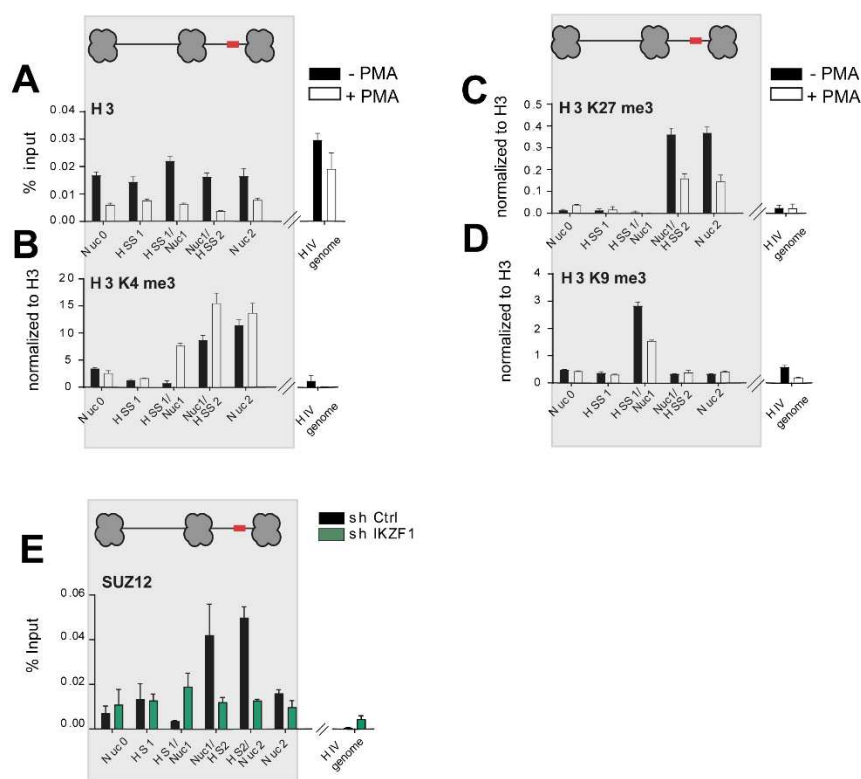 A
- PMA
+ PMA
H 3
% input
0.04
0.03
0.02
0.01
0.00
N uc 0
H SS 1
H SS 1/
Nuc1
Nuc1/
H SS 2
N uc 2
H IV
genome
B
H 3 K4 me3
normalized to H3
20
15
10
5
0
N uc 0
H SS 1
H SS 1/
Nuc1
Nuc1/
H SS 2
N uc 2
H IV
genome
C
- PMA
+ PMA
H 3 K27 me3
normalized to H3
0.5
0.4
0.3
0.2
0.1
0.0
N uc 0
H SS 1
H SS 1/
Nuc1
Nuc1/
H SS 2
N uc 2
H IV
genome
D
H 3 K9 me3
normalized to H3
4
3
2
1
0
N uc 0
H SS 1
H SS 1/
Nuc1
Nuc1/
H SS 2
N uc 2
H IV
genome
E
sh Ctrl
sh IKZF1
SUZ12
% Input
0.06
0.04
0.02
0.00
N uc 0
H S 1
H S 1/
Nuc1
Nuc1/
H S2
H S2/
N uc 2
N uc 2
H IV
genome